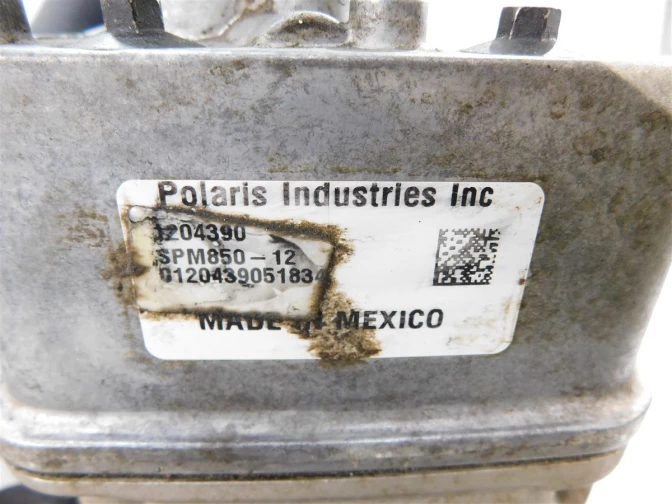 Polaris Industries Inc
1204390
SPM850-12
0120439051834
MADE IN MEXICO